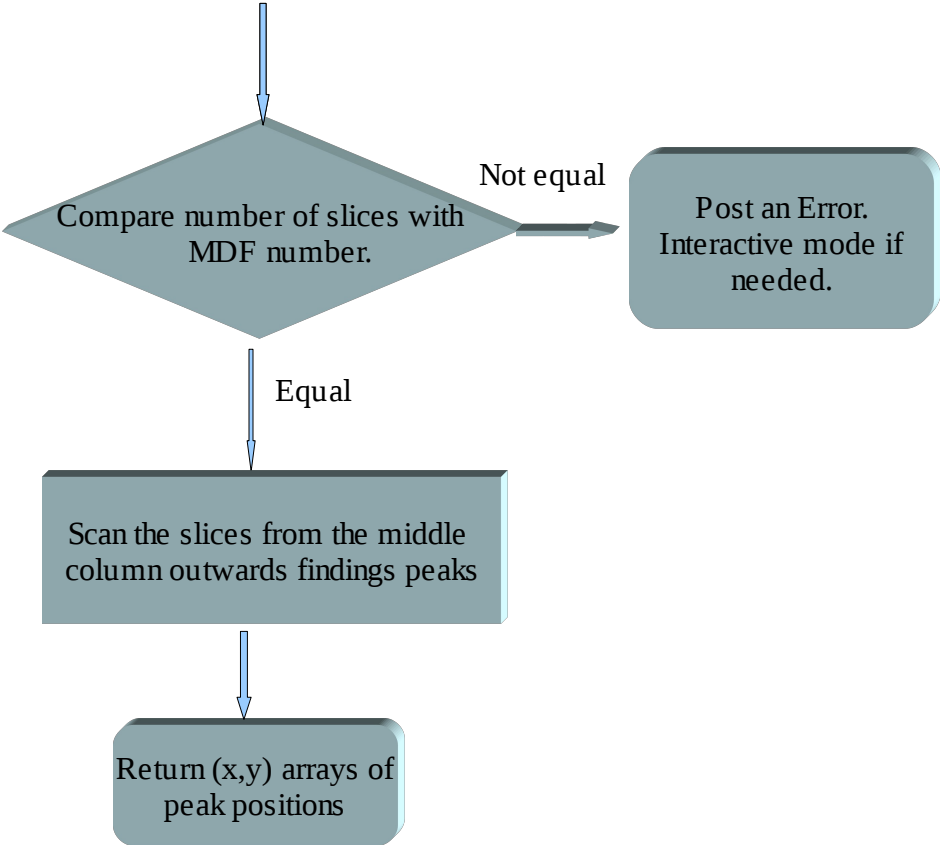 Compare number of slices with
MDF number.
Not equal
Post an Error.
Interactive mode if
needed.
Equal
Scan the slices from the middle
column outwards findings peaks
Return (x,y) arrays of
peak positions